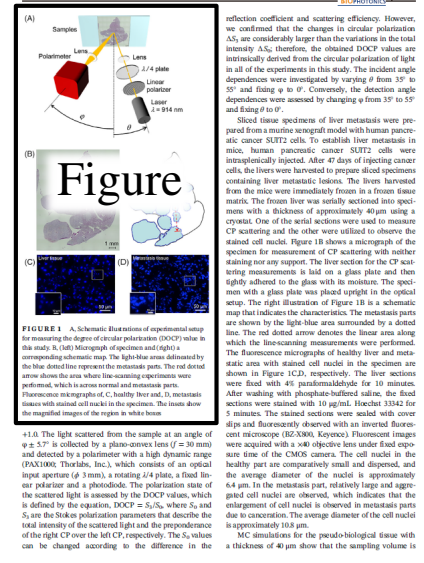 BIOPHOTONICS
(A)
Samples
Polarimeter
Lens
Lens
λ/4 plate
Linear
polarizer
Laser
λ = 914 nm
φ
θ
(B)
Figure
1 mm
(C) Liver tissue
(D) Metastasis
50 μm
50 μm
FIGURE 1 A, Schematic illustrations of experimental setup
for measuring the degree of circular polarization (DOCP) value in
this study. B, (left) Micrograph of specimen and (right) a
corresponding schematic map. The light-blue areas delineated by
the blue dotted line represent the metastasis parts. The red dotted
arrow shows the area where line-scanning experiments were
performed, which is across normal and metastasis parts.
Fluorescence micrographs of, C, healthy liver and, D, metastasis
tissues with stained cell nuclei of the specimen. The insets show
the magnified images of the region in white boxes
+1.0. The light scattered from the sample at an angle of
φ ± 5.7° is collected by a plano-convex lens (f = 30 mm)
and detected by a polarimeter with a high dynamic range
(PAX1000; Thorlabs, Inc.), which consists of an optical
input aperture (ϕ 3 mm), a rotating λ/4 plate, a fixed lin-
ear polarizer and a photodiode. The polarization state of
the scattered light is assessed by the DOCP values, which
is defined by the equation, DOCP = S₃/S₀, where S₀ and
S₃ are the Stokes polarization parameters that describe the
total intensity of the scattered light and the preponderance
of the right CP over the left CP, respectively. The S₀ values
can be changed according to the difference in the
reflection coefficient and scattering efficiency. However,
we confirmed that the changes in circular polarization
ΔS₃ are considerably larger than the variations in the total
intensity ΔS₀; therefore, the obtained DOCP values are
intrinsically derived from the circular polarization of light
in all of the experiments in this study. The incident angle
dependences were investigated by varying θ from 35° to
55° and fixing φ to 0°. Conversely, the detection angle
dependences were assessed by changing φ from 35° to 55°
and fixing θ to 0°.
Sliced tissue specimens of liver metastasis were pre-
pared from a murine xenograft model with human pancre-
atic cancer SUIT2 cells. To establish liver metastasis in
mice, human pancreatic cancer SUIT2 cells were
intrasplenically injected. After 47 days of injecting cancer
cells, the livers were harvested to prepare sliced specimens
containing liver metastatic lesions. The livers harvested
from the mice were immediately frozen in a frozen tissue
matrix. The frozen liver was serially sectioned into speci-
mens with a thickness of approximately 40 μm using a
cryostat. One of the serial sections were used to measure
CP scattering and the other were utilized to observe the
stained cell nuclei. Figure 1B shows a micrograph of the
specimen for measurement of CP scattering with neither
staining nor any support. The liver section for the CP scat-
tering measurements is laid on a glass plate and then
tightly adhered to the glass with its moisture. The speci-
men with a glass plate was placed upright in the optical
setup. The right illustration of Figure 1B is a schematic
map that indicates the characteristics. The metastasis parts
are shown by the light-blue area surrounded by a dotted
line. The red dotted arrow denotes the linear area along
which the line-scanning measurements were performed.
The fluorescence micrographs of healthy liver and meta-
static area with stained cell nuclei in the specimen are
shown in Figure 1C,D, respectively. The liver sections
were fixed with 4% paraformaldehyde for 10 minutes.
After washing with phosphate-buffered saline, the fixed
sections were stained with 10 μg/mL Hoechst 33342 for
5 minutes. The stained sections were sealed with cover
slips and fluorescently observed with an inverted fluores-
cent microscope (BZ-X800, Keyence). Fluorescent images
were acquired with a ×40 objective lens under fixed expo-
sure time of the CMOS camera. The cell nuclei in the
healthy part are comparatively small and dispersed, and
the average diameter of the nuclei is approximately
6.4 μm. In the metastasis part, relatively large and aggre-
gated cell nuclei are observed, which indicates that the
enlargement of cell nuclei is observed in metastasis parts
due to canceration. The average diameter of the cell nuclei
is approximately 10.8 μm.
MC simulations for the pseudo-biological tissue with
a thickness of 40 μm show that the sampling volume is